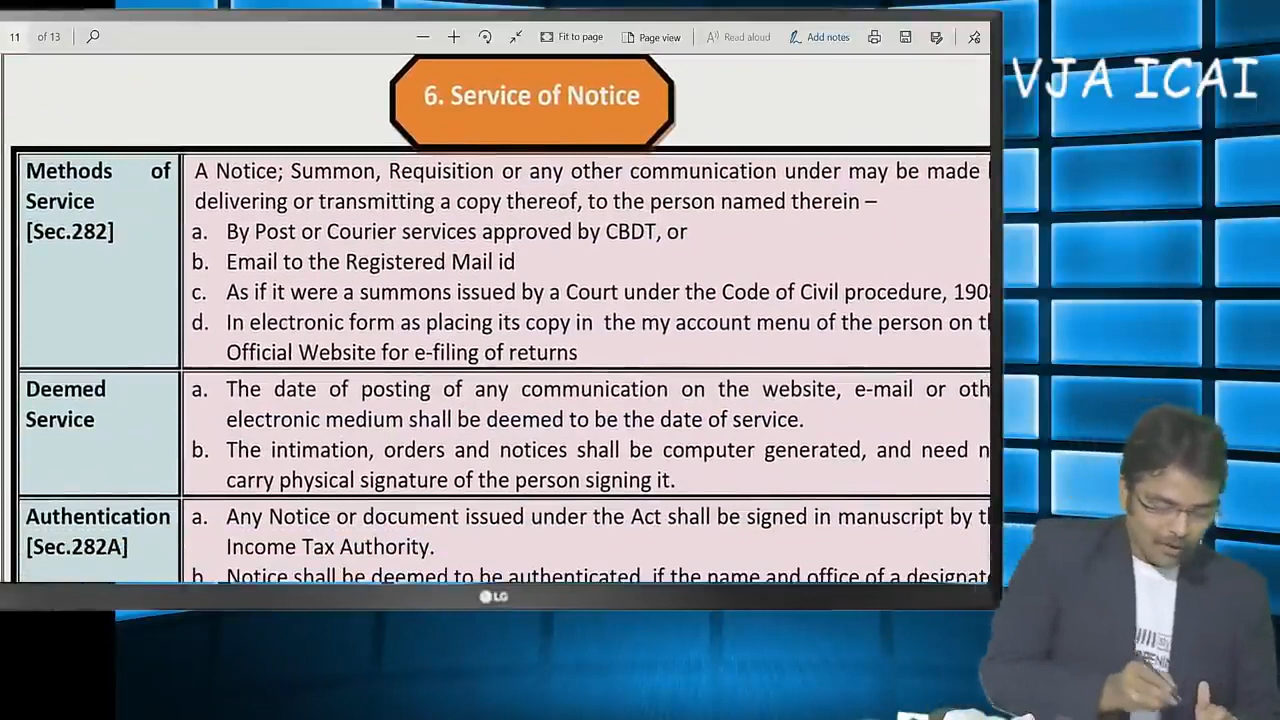 11 of 13
Fit to page
Page view
Read aloud
Add notes
VJA ICAI
6. Service of Notice
Methods of Service [Sec.282]
A Notice; Summon, Requisition or any other communication under may be made
delivering or transmitting a copy thereof, to the person named therein –
a. By Post or Courier services approved by CBDT, or
b. Email to the Registered Mail id
c. As if it were a summons issued by a Court under the Code of Civil procedure, 190
d. In electronic form as placing its copy in the my account menu of the person on
Official Website for e-filing of returns
Deemed Service
a. The date of posting of any communication on the website, e-mail or
electronic medium shall be deemed to be the date of service.
b. The intimation, orders and notices shall be computer generated, and need
carry physical signature of the person signing it.
Authentication [Sec.282A]
a. Any Notice or document issued under the Act shall be signed in manuscript by
Income Tax Authority.
b. Notice shall be deemed to be authenticated, if the name and office of a
LG